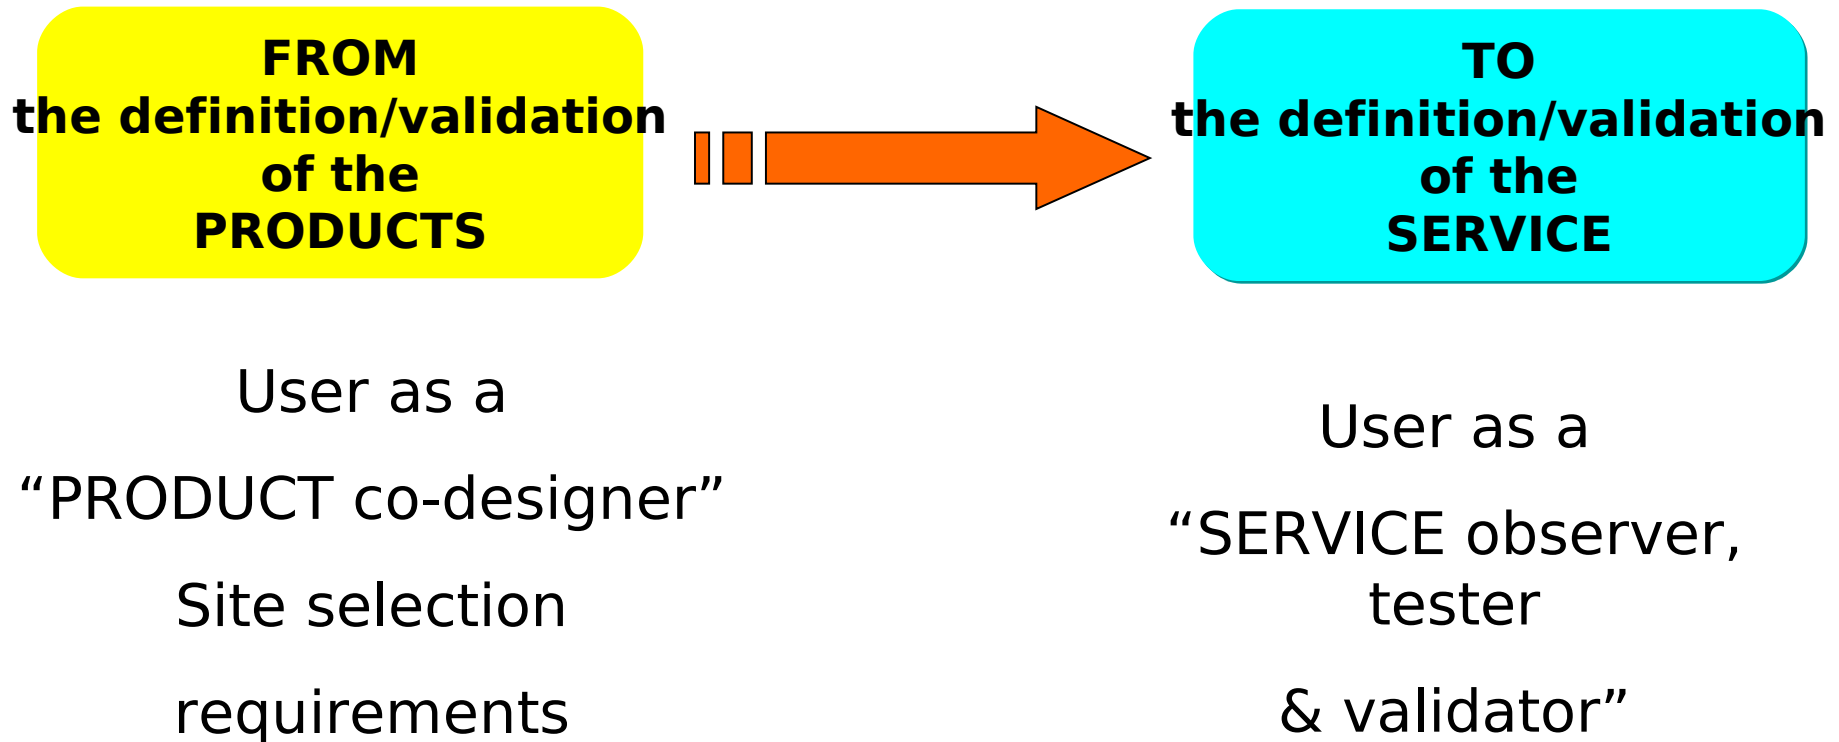 FROM
the definition/validation
of the
PRODUCTS
TO
the definition/validation
of the
SERVICE
User as a
“PRODUCT co-designer”
Site selection
requirements
User as a
“SERVICE observer,
tester
& validator”